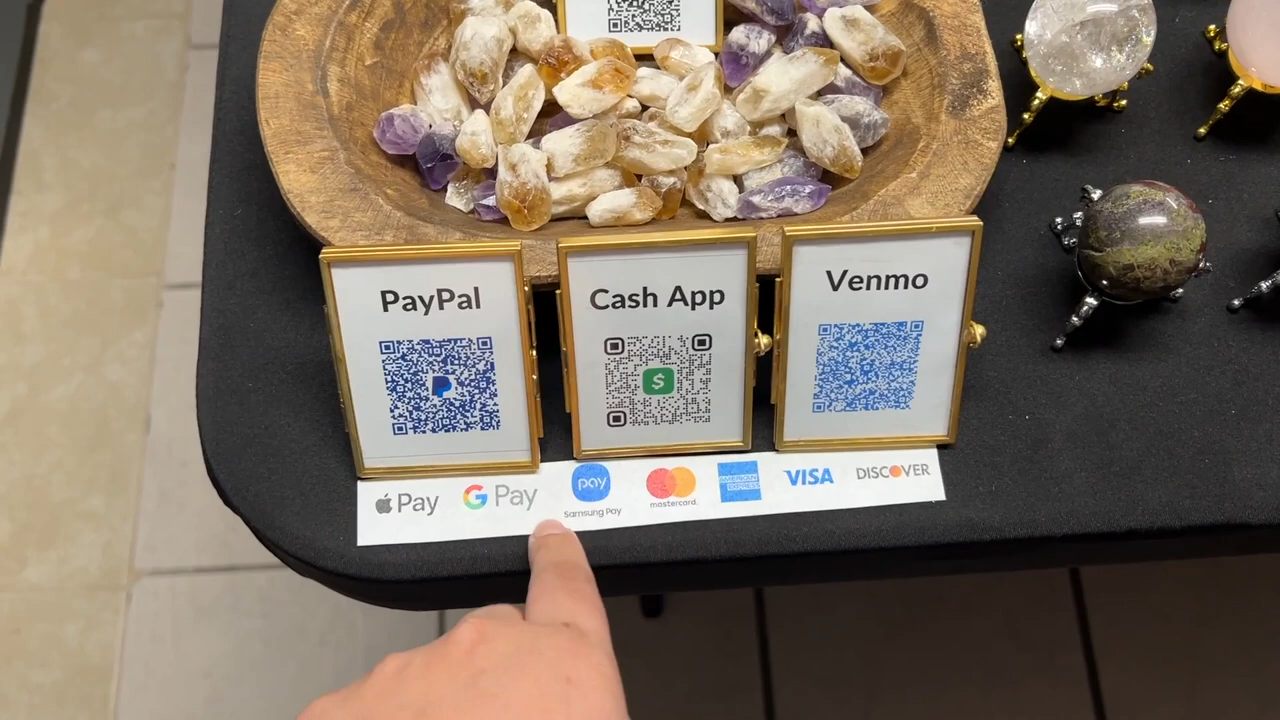 PayPal
Cash App
$
Venmo
Pay
G Pay
pay
Samsung Pay
mastercard.
AMERICAN
EXPRESS
VISA
DISCOVER